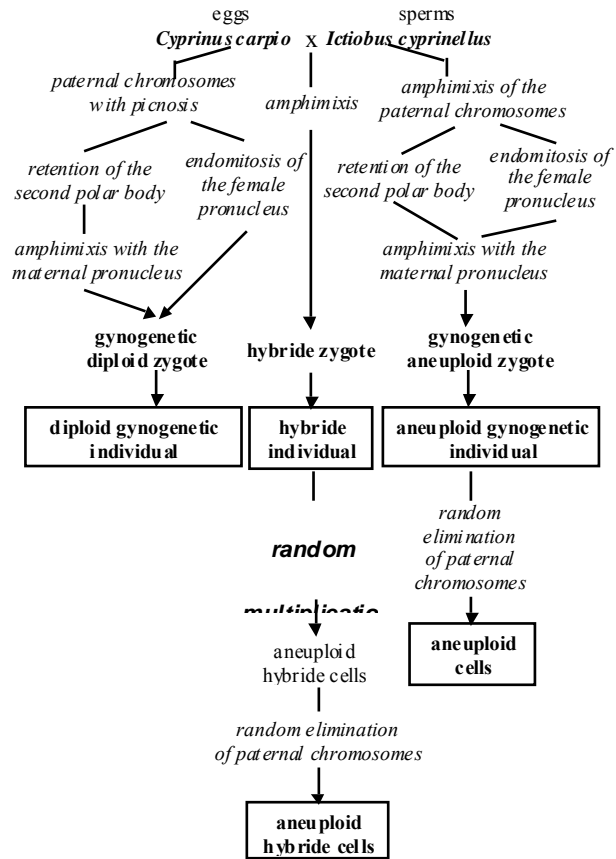 eggs sperms
Cyprinus carpio x Ictiobus cyprinellus
paternal chromosomes
with picnosis
amphimixis
amphimixis of the
paternal chromosomes
retention of the
second polar body
endomitosis of
the female
pronucleus
retention of the
second polar body
endomitosis of
the female
pronucleus
amphimixis with the
maternal pronucleus
amphimixis with the
maternal pronucleus
gynogenetic
diploid zygote
hybride zygote
gynogenetic
aneuploid zygote
diploid gynogenetic
individual
hybride
individual
aneuploid gynogenetic
individual
random
multiplicatio
random
elimination
of paternal
chromosomes
aneuploid
cells
aneuploid
hybride cells
random elimination
of paternal chromosomes
aneuploid
hybride cells